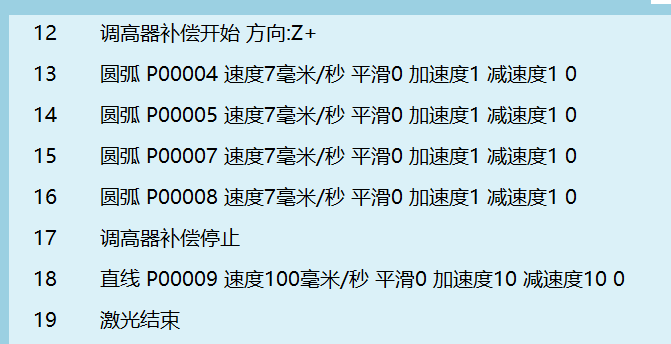 12 调高器补偿开始 方向:Z+
13 圆弧 P00004 速度7毫米/秒 平滑0 加速度1 减速度1 0
14 圆弧 P00005 速度7毫米/秒 平滑0 加速度1 减速度1 0
15 圆弧 P00007 速度7毫米/秒 平滑0 加速度1 减速度1 0
16 圆弧 P00008 速度7毫米/秒 平滑0 加速度1 减速度1 0
17 调高器补偿停止
18 直线 P00009 速度100毫米/秒 平滑0 加速度10 减速度10 0
19 激光结束